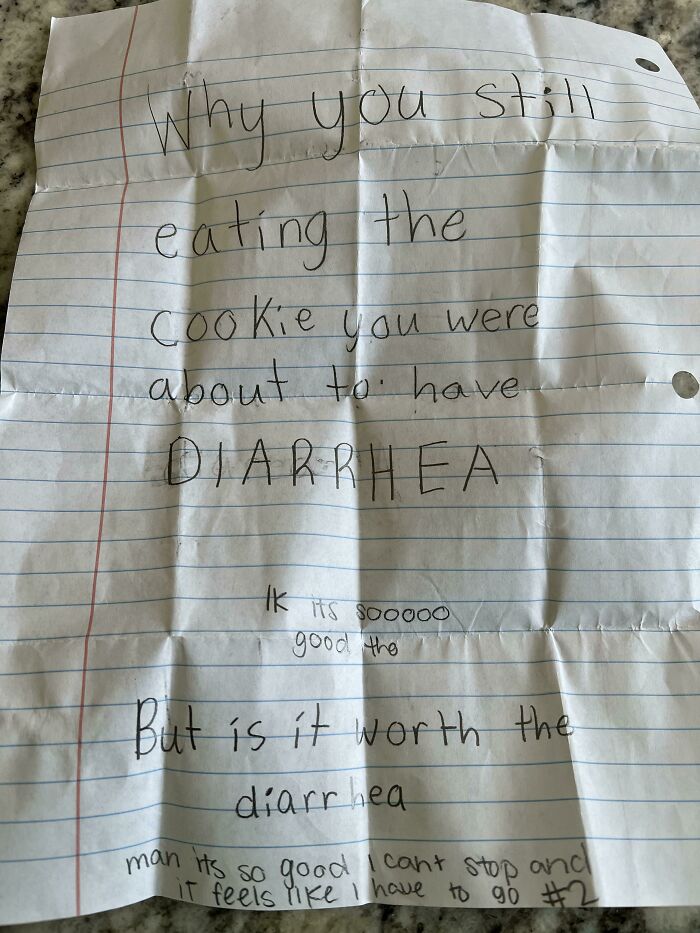 Why you still
eating the
cookie you were
about to have
DIARRHEA
IK its sooooo
good tho
But is it worth the
diarrhea
man its so good I cant stop and
it feels like I have to go #2